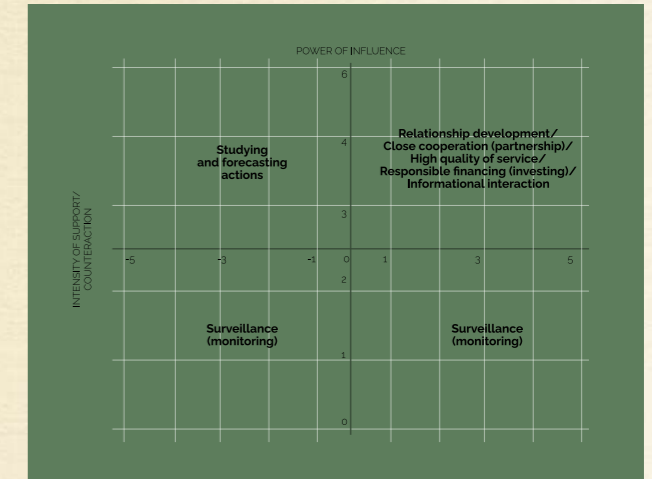 POWER OF INFLUENCE
6
4
Studying
and forecasting
actions
Relationship development/
Close cooperation (partnership)/
High quality of service/
Responsible financing (investing)/
Informational interaction
3
INTENSITY OF SUPPORT/
COUNTERACTION
-5 -3 -1 0 1 3 5
2
Surveillance
(monitoring)
Surveillance
(monitoring)
1
0